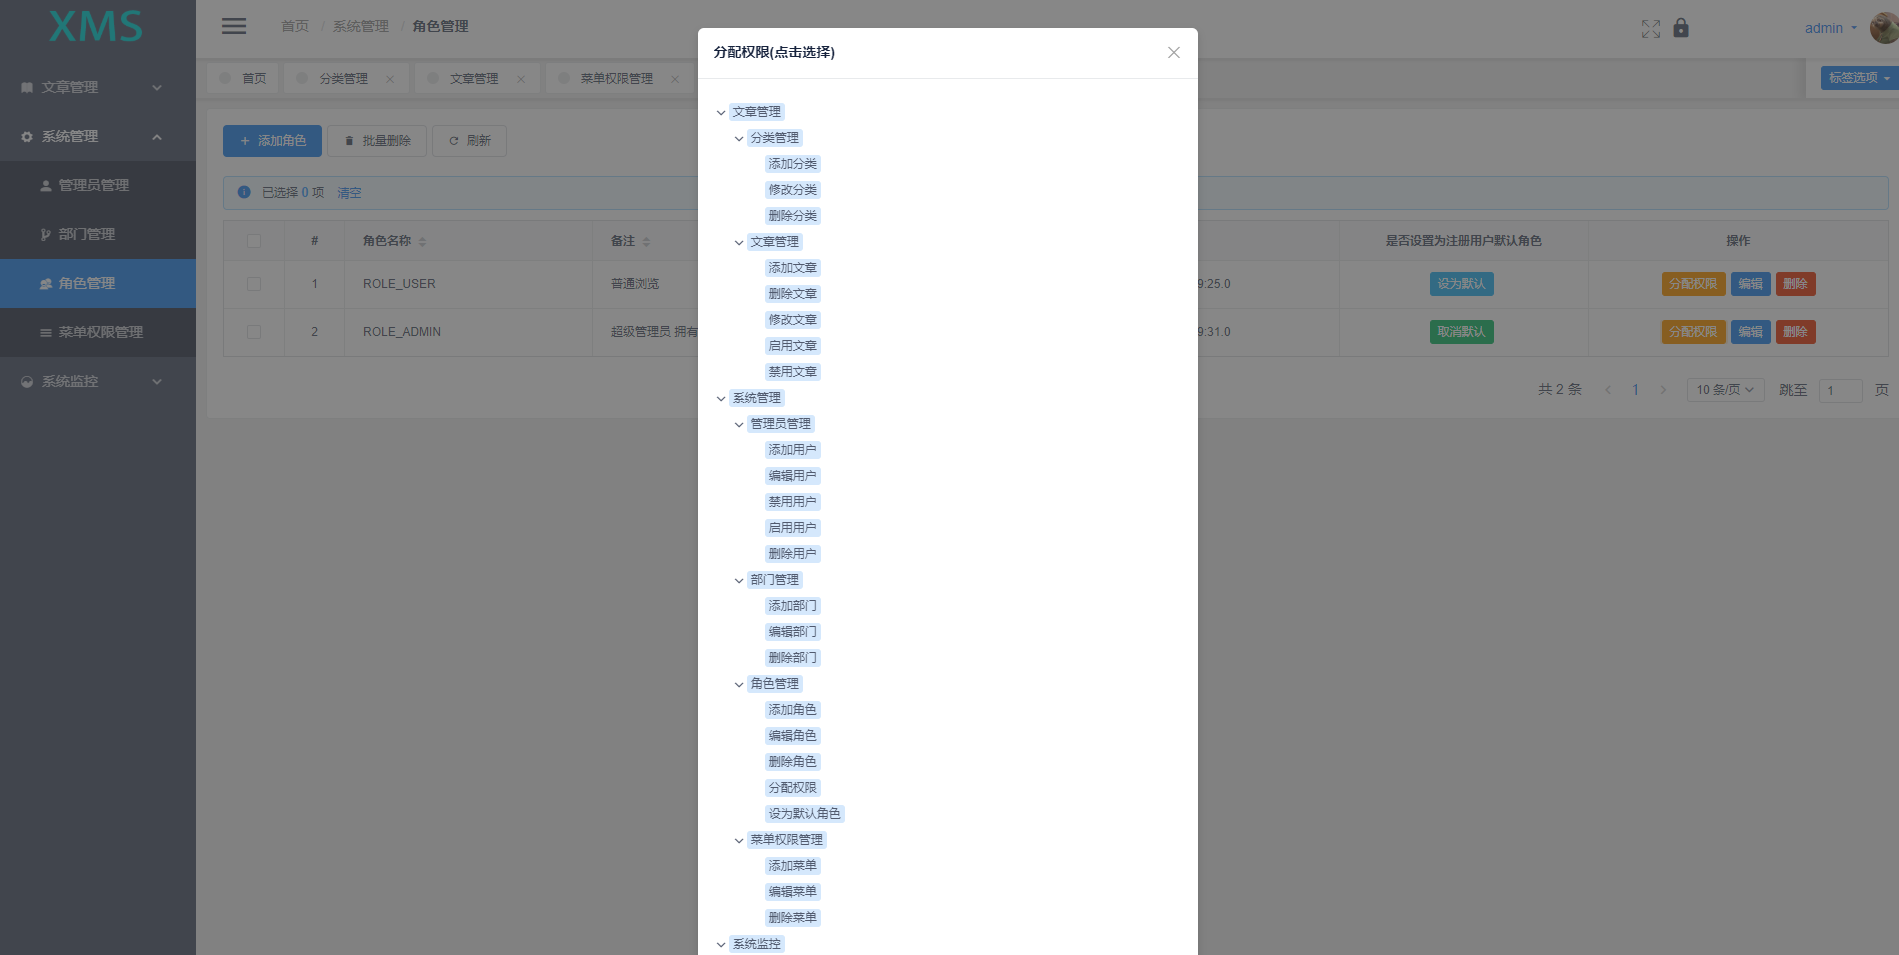 XMS
首页 / 系统管理 / 角色管理
admin
首页
分类管理
文章管理
菜单权限管理
标签选项
文章管理
系统管理
管理员管理
部门管理
角色管理
菜单权限管理
系统监控
添加角色
批量删除
刷新
已选择 0 项 清空
# 角色名称 备注 是否设置为注册用户默认角色 操作
1 ROLE_USER 普通浏览 9:25.0 设为默认 分配权限 编辑 删除
2 ROLE_ADMIN 超级管理员 拥有 9:31.0 取消默认 分配权限 编辑 删除
共 2 条 1 10 条/页 跳至 1 页
分配权限(点击选择)
文章管理
分类管理
添加分类
修改分类
删除分类
文章管理
添加文章
删除文章
修改文章
启用文章
禁用文章
系统管理
管理员管理
添加用户
编辑用户
禁用用户
启用用户
删除用户
部门管理
添加部门
编辑部门
删除部门
角色管理
添加角色
编辑角色
删除角色
分配权限
设为默认角色
菜单权限管理
添加菜单
编辑菜单
删除菜单
系统监控